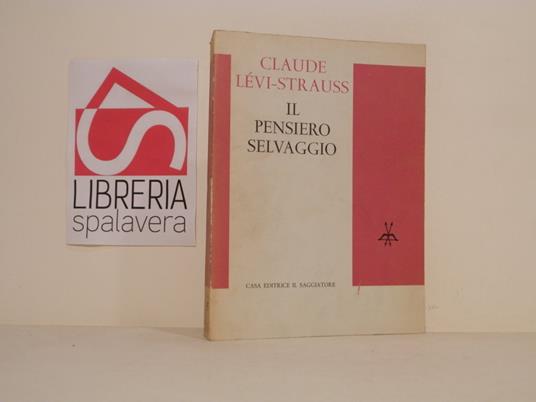 LIBRERIA
spalavera
CLAUDE
LÉVI-STRAUSS
IL
PENSIERO
SELVAGGIO
CASA EDITRICE IL SAGGIATORE